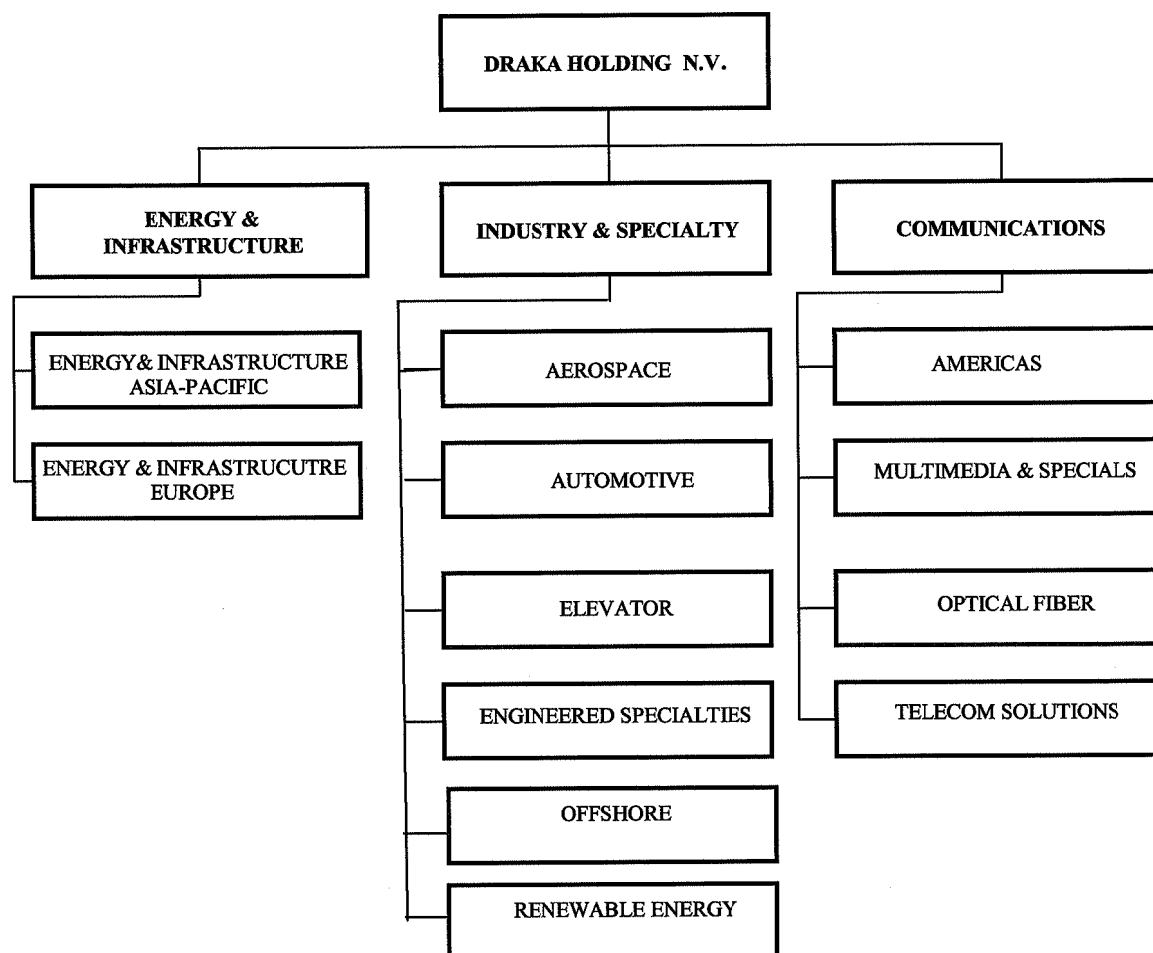 DRAKA HOLDING N.V.
ENERGY &
INFRASTRUCTURE
INDUSTRY & SPECIALTY
COMMUNICATIONS
ENERGY& INFRASTRUCTURE
ASIA-PACIFIC
ENERGY & INFRASTRUCUTRE
EUROPE
AEROSPACE
AUTOMOTIVE
ELEVATOR
ENGINEERED SPECIALTIES
OFFSHORE
RENEWABLE ENERGY
AMERICAS
MULTIMEDIA & SPECIALS
OPTICAL FIBER
TELECOM SOLUTIONS